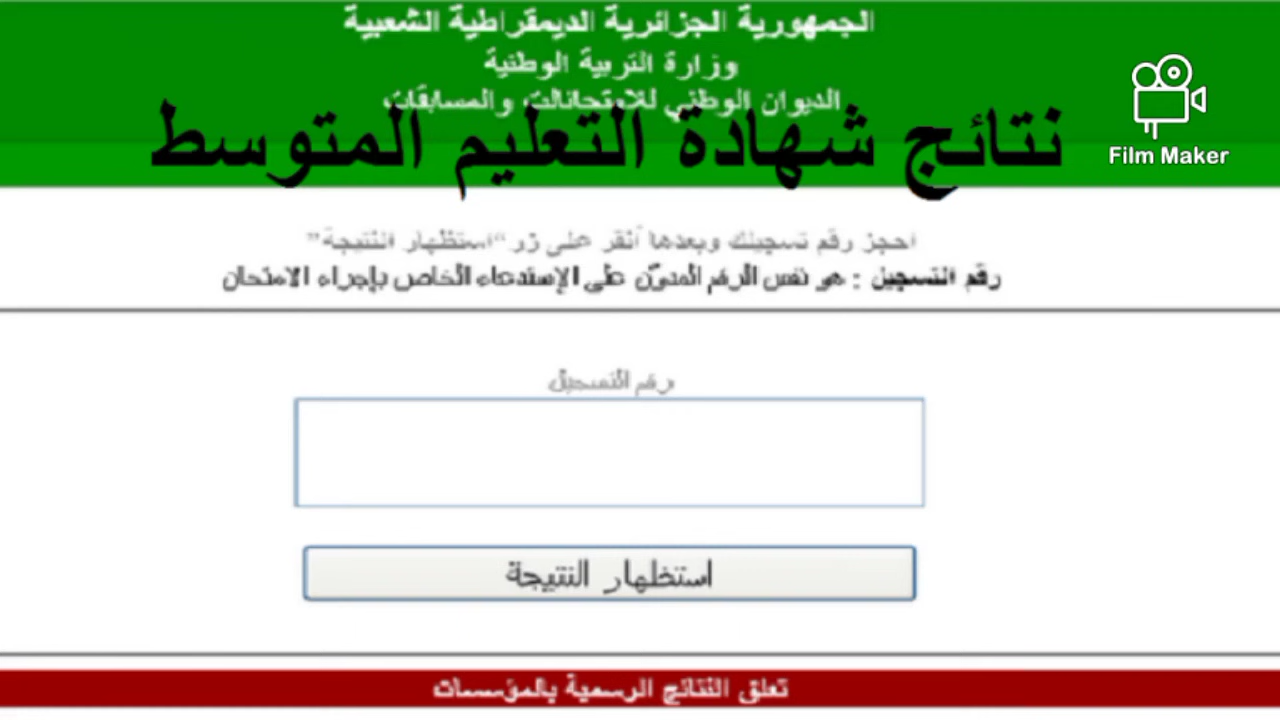 الجمهورية الجزائرية الديمقراطية الشعبية
وزارة التربية الوطنية
الديوان الوطني للامتحانات والمسابقات
نتائج شهادة التعليم المتوسط
Film Maker
احجز رقم تسجيلك وبعدها أنقر على زر "استظهار النتيجة"
رقم التسجيل : هو نفس الرقم المدوّن على الإستدعاء الخاص بإجراء الامتحان
رقم التسجيل
استظهار النتيجة
تعلق النتائج الرسمية بالمؤسسات